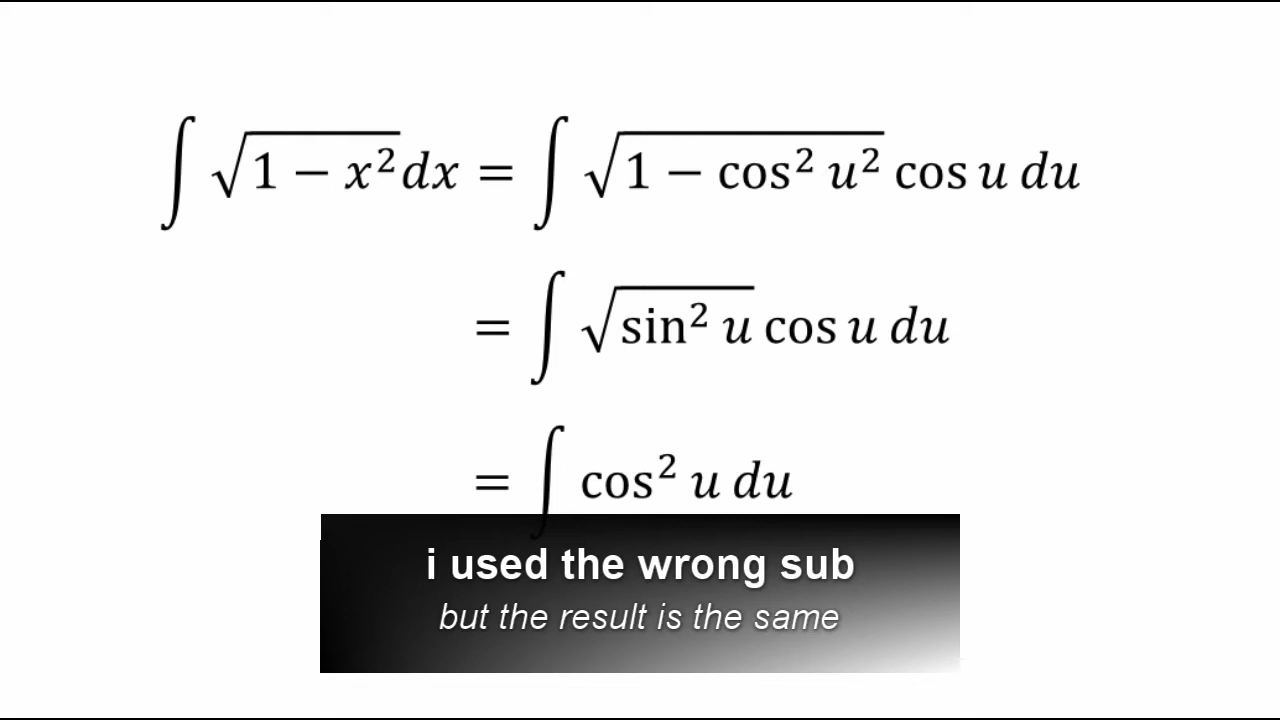 ∫ √(1 − x²) dx = ∫ √(1 − cos² u²) cos u du
= ∫ √(sin² u) cos u du
= ∫ cos² u du
i used the wrong sub
but the result is the same